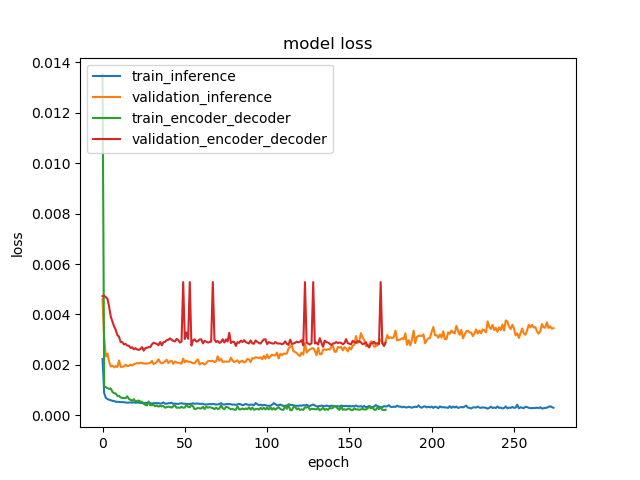 model loss
train_inference
validation_inference
train_encoder_decoder
validation_encoder_decoder
loss
0.014
0.012
0.010
0.008
0.006
0.004
0.002
0.000
0
50
100
150
200
250
epoch